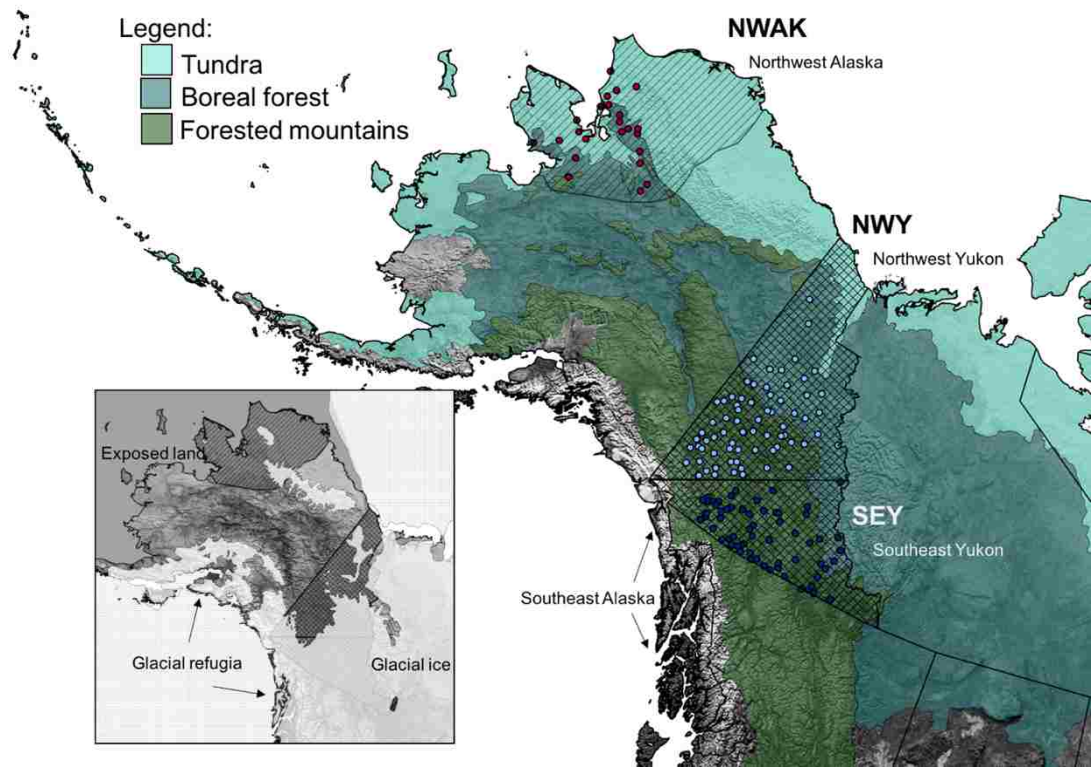 Legend:
Tundra
Boreal forest
Forested mountains
NWAK
Northwest Alaska
NWY
Northwest Yukon
SEY
Southeast Yukon
Southeast Alaska
Exposed land
Glacial refugia
Glacial ice